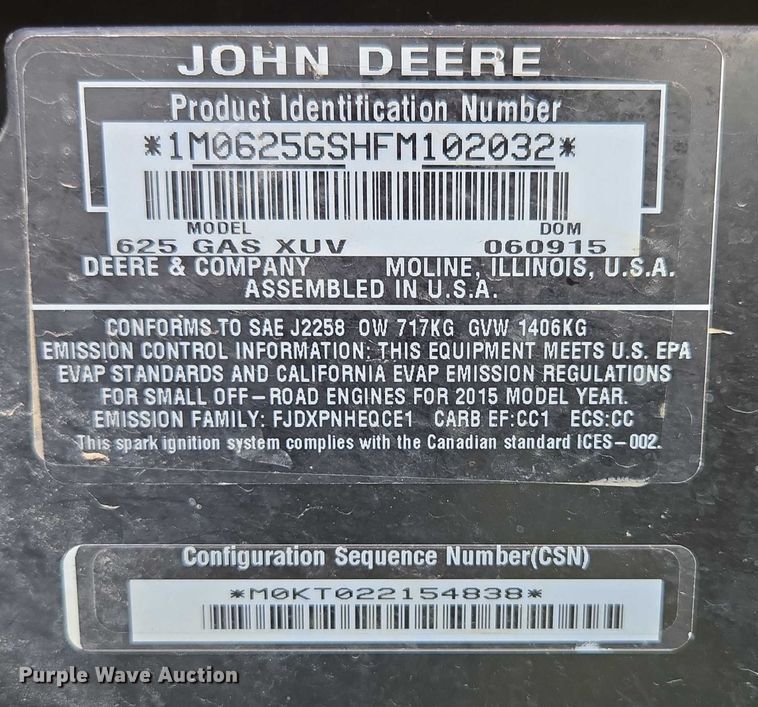 JOHN DEERE
Product Identification Number
*1M0625GSHFM102032*
MODEL DOM
625 GAS XUV 060915
DEERE & COMPANY MOLINE, ILLINOIS, U.S.A.
ASSEMBLED IN U.S.A.
CONFORMS TO SAE J2258 OW 717KG GVW 1406KG
EMISSION CONTROL INFORMATION: THIS EQUIPMENT MEETS U.S. EPA
EVAP STANDARDS AND CALIFORNIA EVAP EMISSION REGULATIONS
FOR SMALL OFF-ROAD ENGINES FOR 2015 MODEL YEAR.
EMISSION FAMILY: FJDXPNHEQCE1 CARB EF:CC1 ECS:CC
This spark ignition system complies with the Canadian standard ICES-002.
Configuration Sequence Number(CSN)
*M0KT022154838*
Purple Wave Auction